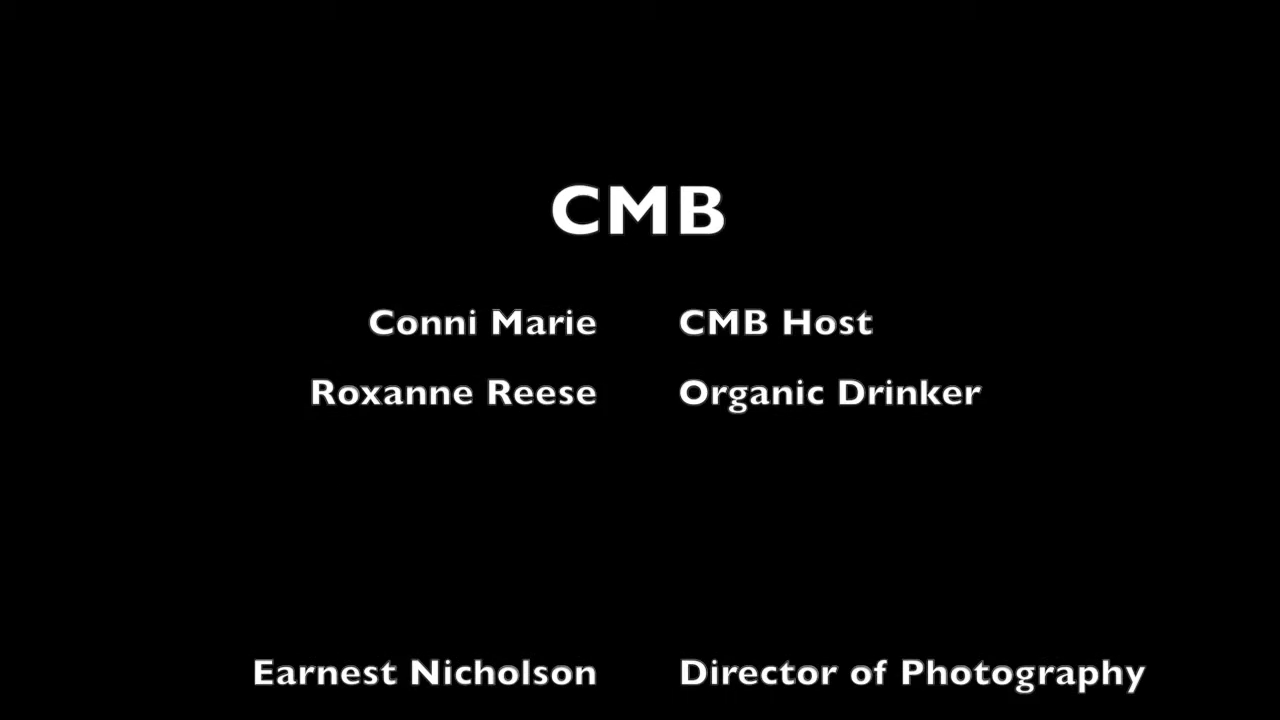 CMB
Conni Marie CMB Host
Roxanne Reese Organic Drinker
Earnest Nicholson Director of Photography